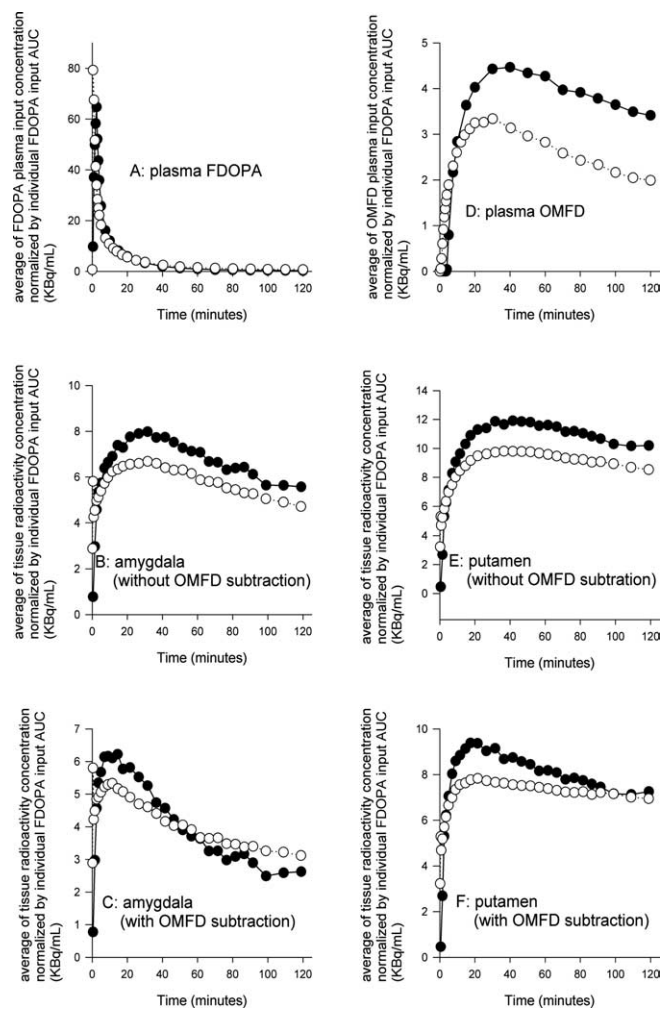 average of FDOPA plasma input concentration
normalized by individual FDOPA input AUC
(KBq/mL)
80
60
40
20
0
A: plasma FDOPA
0 20 40 60 80 100 120
Time (minutes)
average of OMFD plasma input concentration
normalized by individual FDOPA input AUC
(KBq/mL)
5
4
3
2
1
0
D: plasma OMFD
0 20 40 60 80 100 120
Time (minutes)
average of tissue radioactivity concentration
normalized by individual FDOPA input AUC
(KBq/mL)
10
8
6
4
2
0
B: amygdala
(without OMFD subtraction)
0 20 40 60 80 100 120
Time (minutes)
average of tissue radioactivity concentration
normalized by individual FDOPA input AUC
(KBq/mL)
14
12
10
8
6
4
2
0
E: putamen
(without OMFD subtration)
0 20 40 60 80 100 120
Time (minutes)
average of tissue radioactivity concentration
normalized by individual FDOPA input AUC
(KBq/mL)
7
6
5
4
3
2
1
0
C: amygdala
(with OMFD subtraction)
0 20 40 60 80 100 120
Time (minutes)
average of tissue radioactivity concentration
normalized by individual FDOPA input AUC
(KBq/mL)
10
8
6
4
2
0
F: putamen
(with OMFD subtraction)
0 20 40 60 80 100 120
Time (minutes)